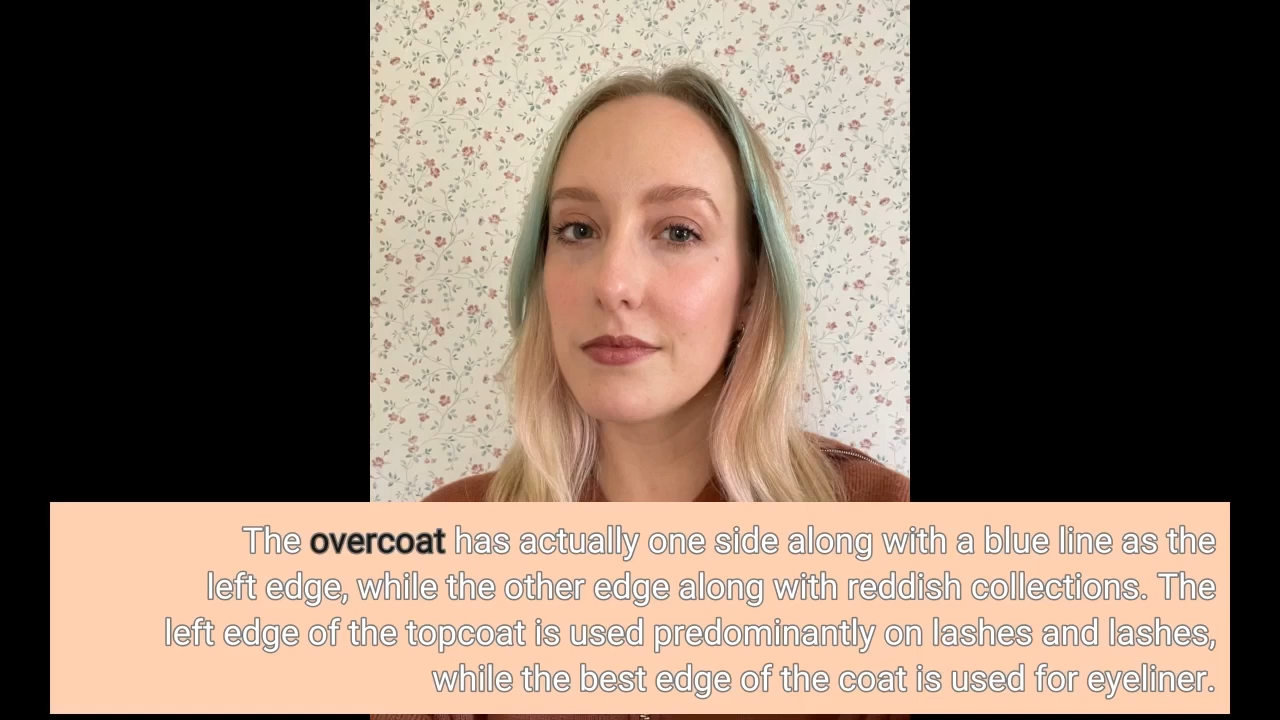 The overcoat has actually one side along with a blue line as the
left edge, while the other edge along with reddish collections. The
left edge of the topcoat is used predominantly on lashes and lashes,
while the best edge of the coat is used for eyeliner.